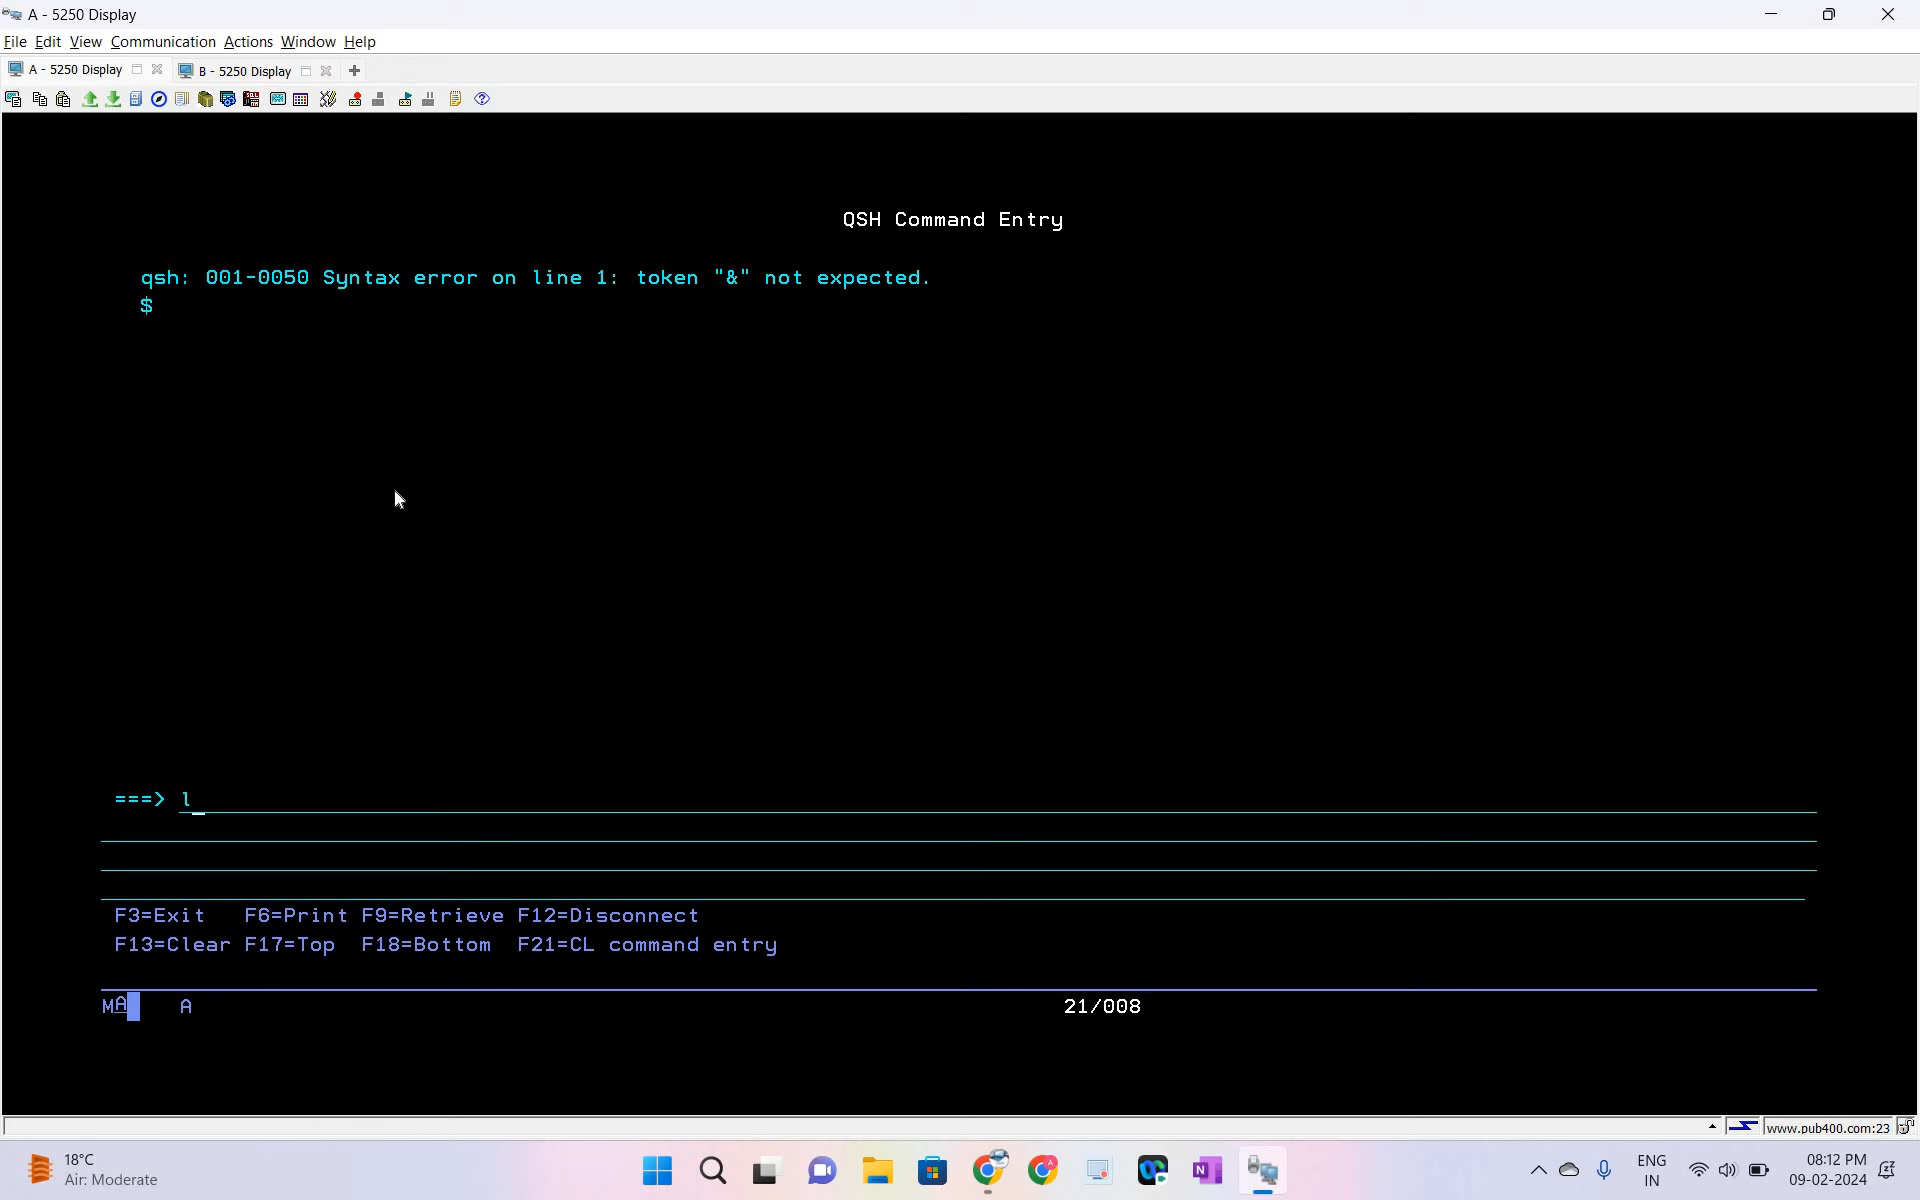 A - 5250 Display
File Edit View Communication Actions Window Help
A - 5250 Display B - 5250 Display
QSH Command Entry
qsh: 001-0050 Syntax error on line 1: token "&" not expected.
$
===> l
F3=Exit F6=Print F9=Retrieve F12=Disconnect
F13=Clear F17=Top F18=Bottom F21=CL command entry
MA A 21/008
www.pub400.com:23
18°C
Air: Moderate
ENG
IN
08:12 PM
09-02-2024